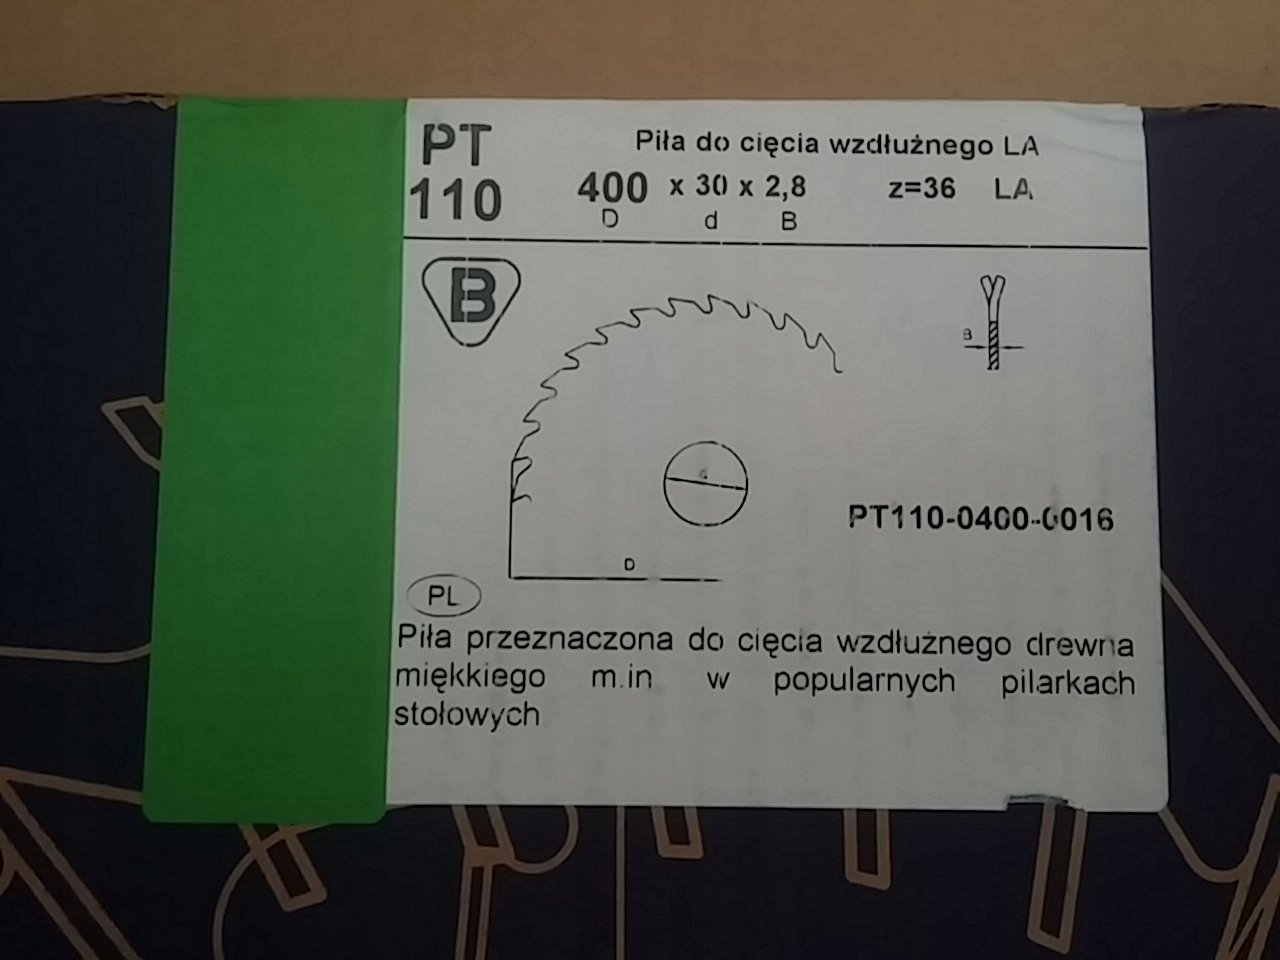 PT
110
Piła do cięcia wzdłużnego LA
400 x 30 x 2,8 z=36 LA
D d B
B
B
D
PT110-0400-0016
PL
Piła przeznaczona do cięcia wzdłużnego drewna
miękkiego m.in w popularnych pilarkach
stołowych